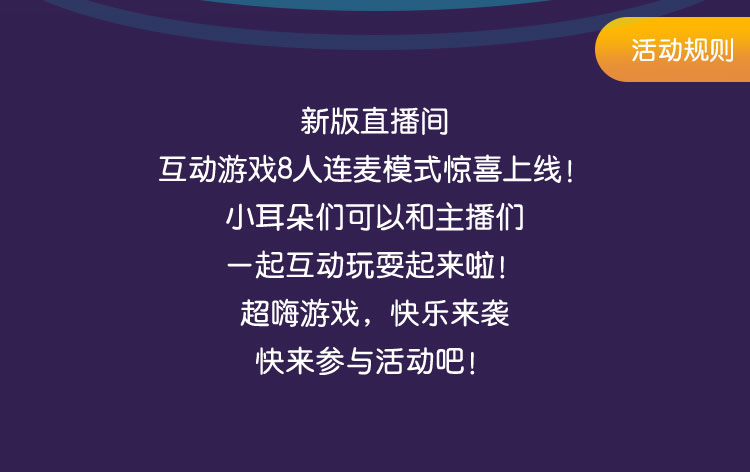 活动规则
新版直播间
互动游戏8人连麦模式惊喜上线！
小耳朵们可以和主播们
一起互动玩耍起来啦！
超嗨游戏，快乐来袭
快来参与活动吧！